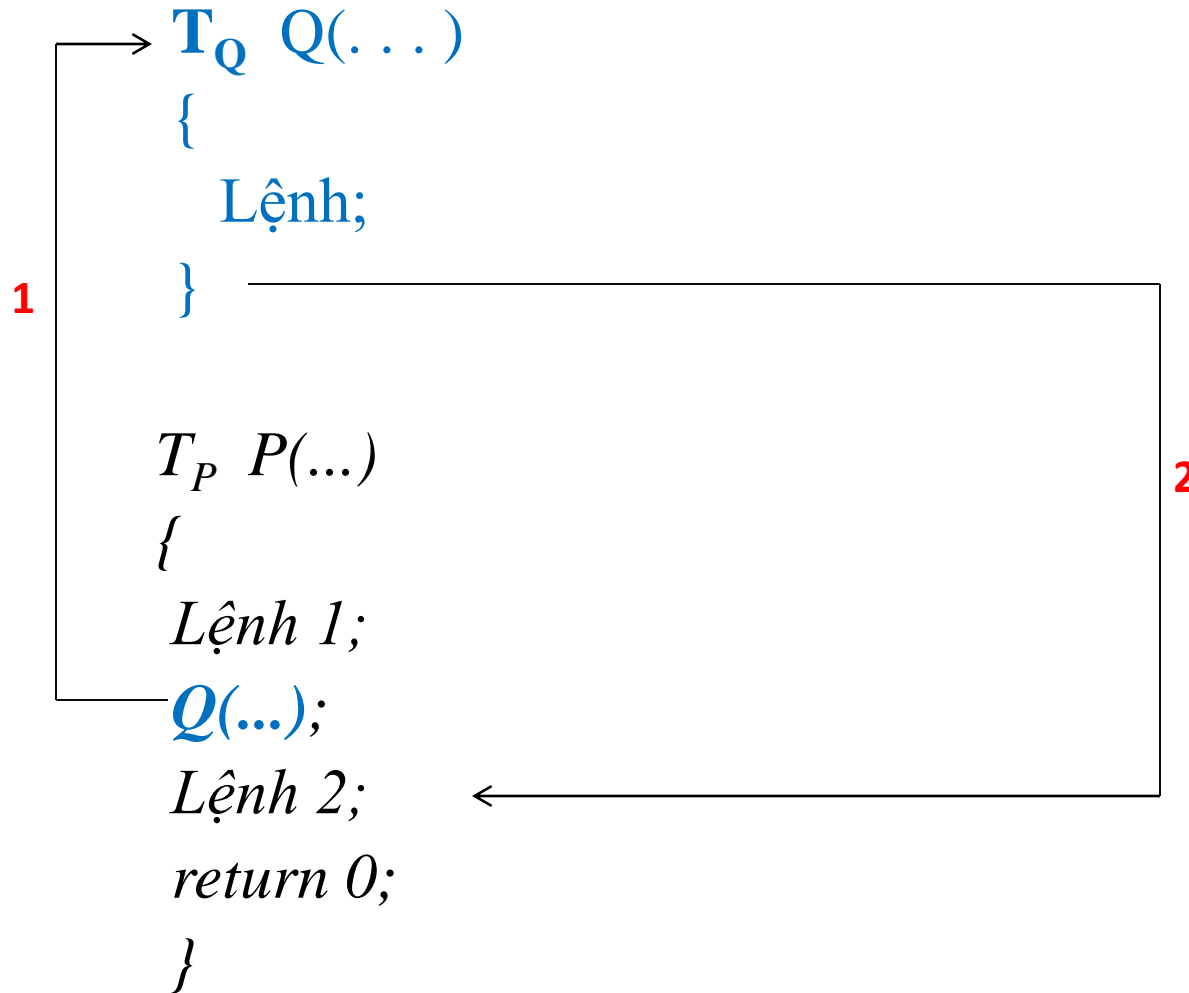 T_Q Q(. . . )
{
Lệnh;
}
1
T_P P(...)
2
{
Lệnh 1;
Q(...);
Lệnh 2;
return 0;
}